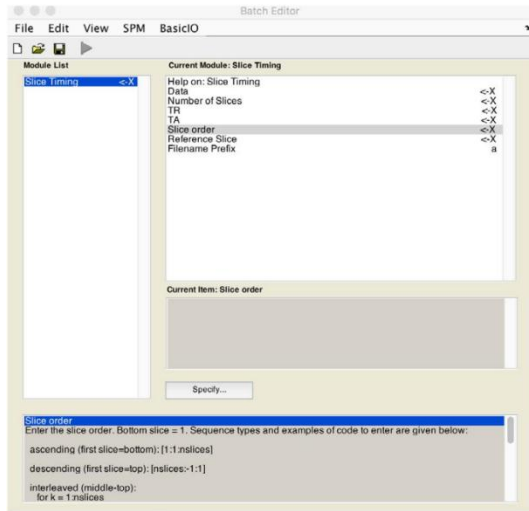 Batch Editor
File Edit View SPM BasicIO
Module List
Current Module: Slice Timing
Slice Timing <-X
Help on: Slice Timing
Data <-X
Number of Slices <-X
TR <-X
TA <-X
Slice order <-X
Reference Slice <-X
Filename Prefix a
Current Item: Slice order
Specify...
Slice order
Enter the slice order. Bottom slice = 1. Sequence types and examples of code to enter are given below:
ascending (first slice=bottom): [1:1:nslices]
descending (first slice=top): [nslices:-1:1]
interleaved (middle-top):
for k = 1:nslices